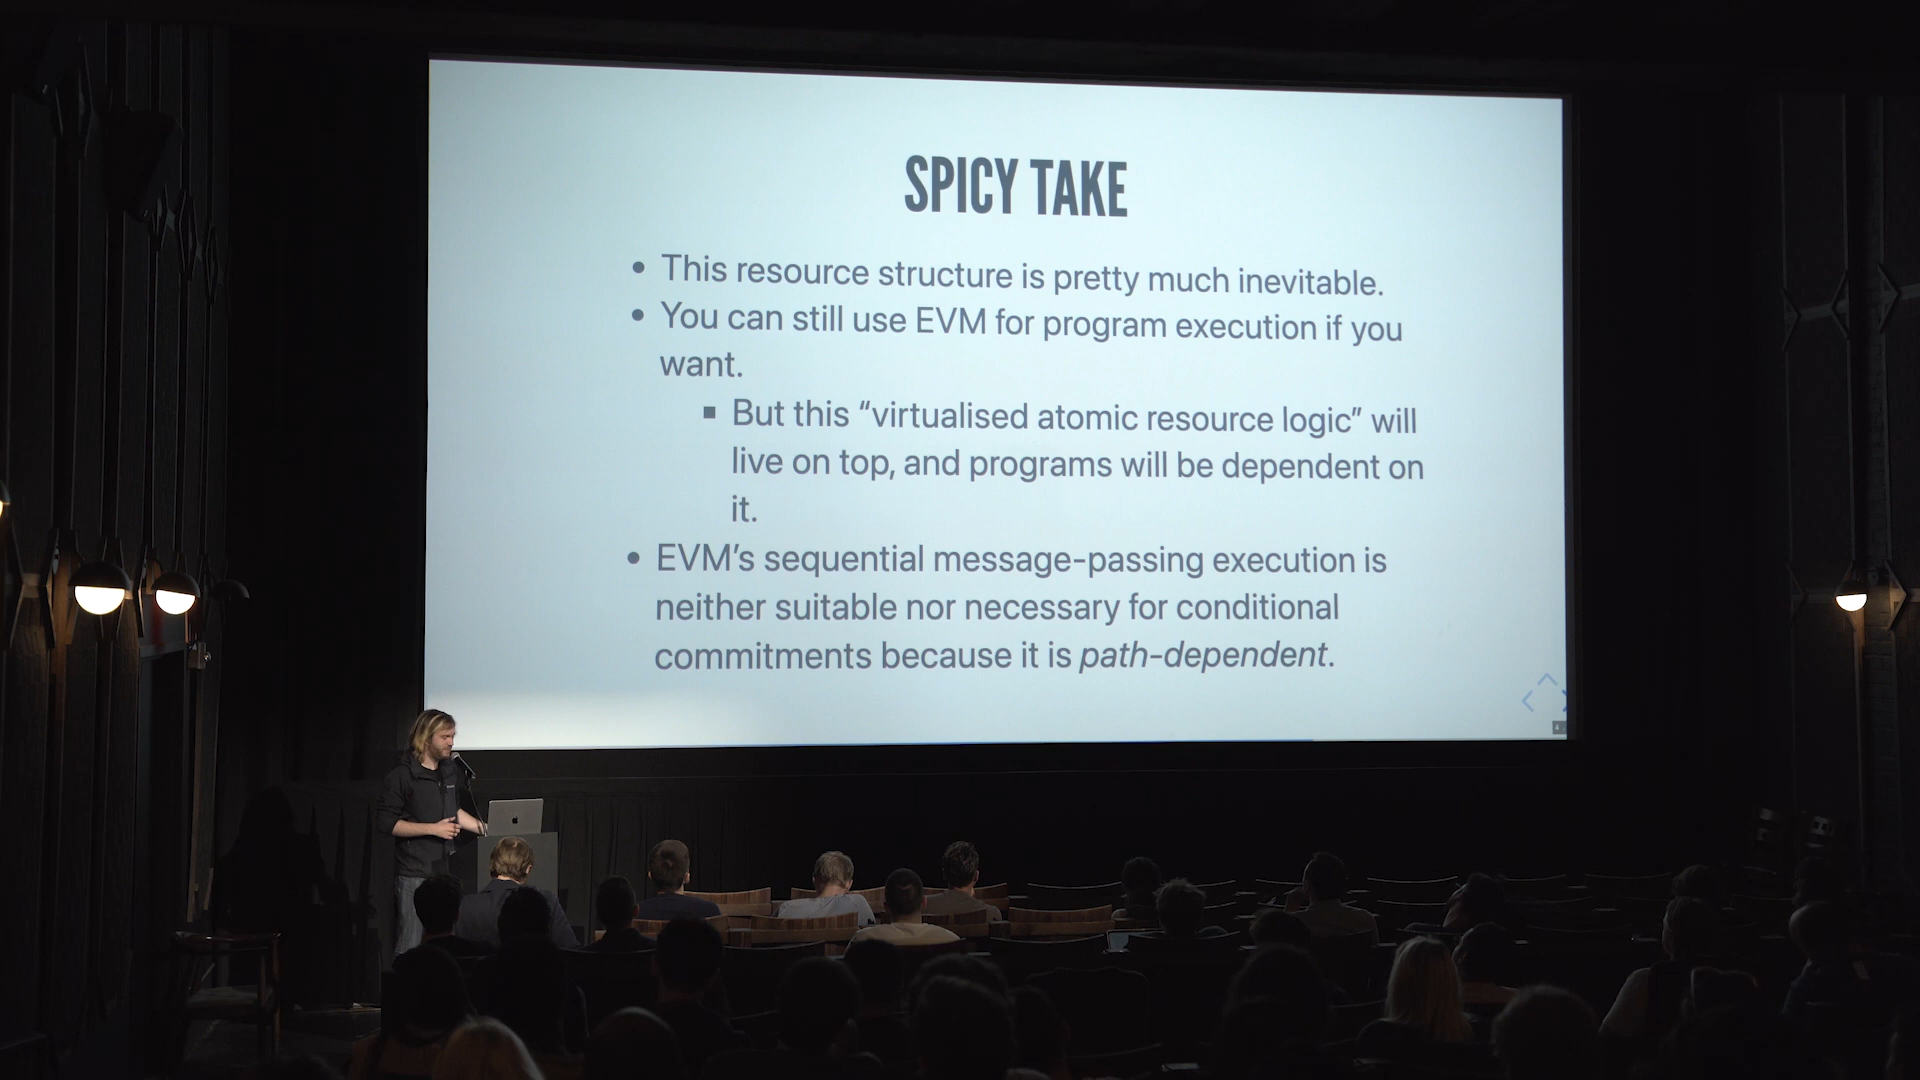 SPICY TAKE
• This resource structure is pretty much inevitable.
• You can still use EVM for program execution if you
want.
▪ But this “virtualised atomic resource logic” will
live on top, and programs will be dependent on
it.
• EVM’s sequential message-passing execution is
neither suitable nor necessary for conditional
commitments because it is path-dependent.